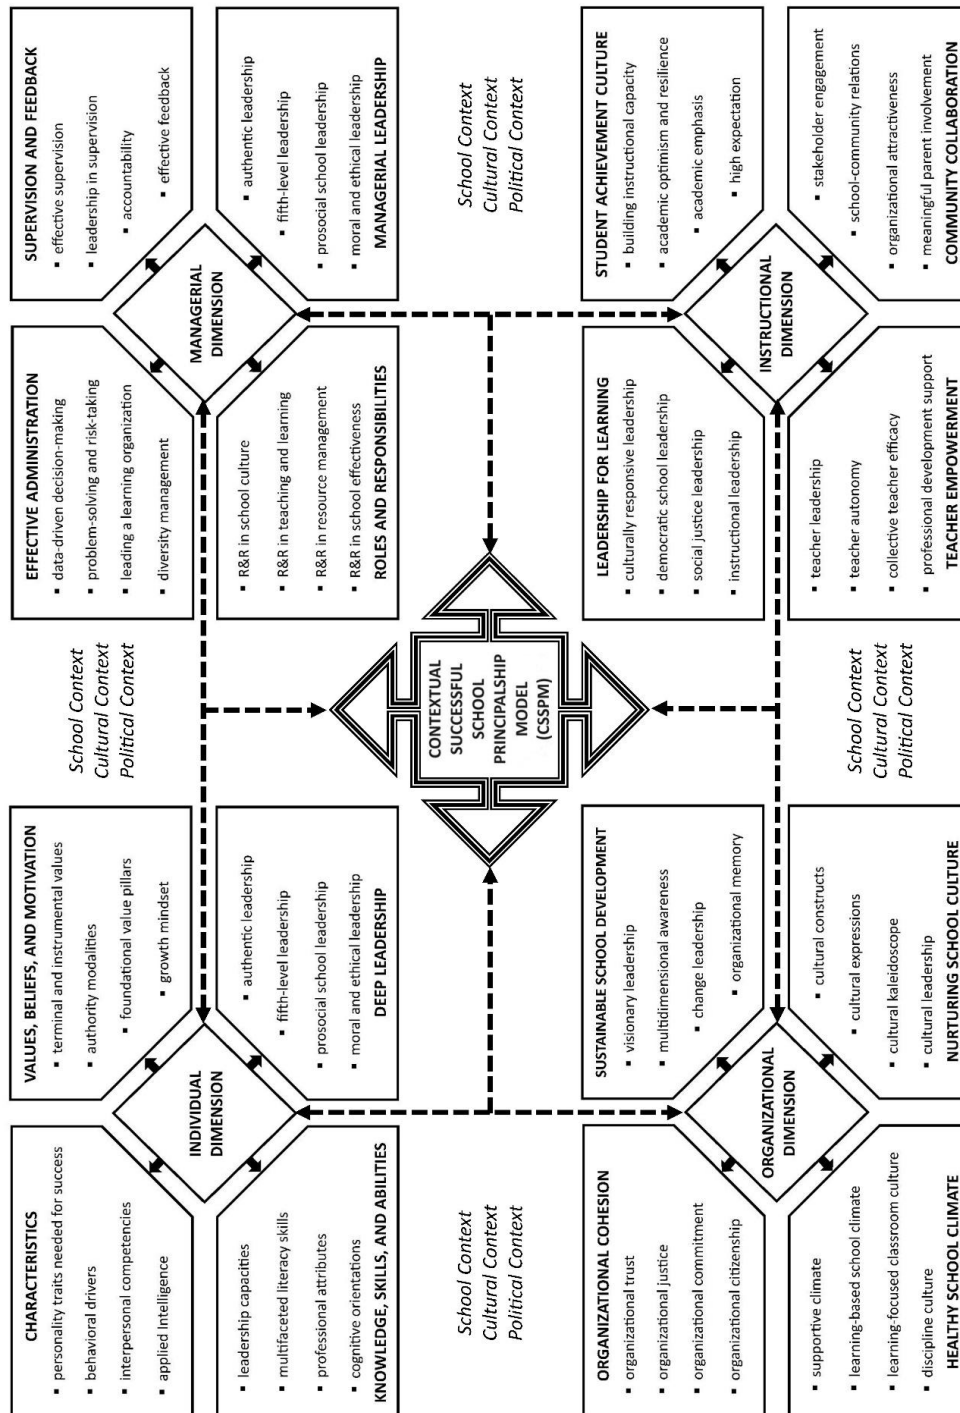 CHARACTERISTICS
▪ personality traits needed for success
▪ behavioral drivers
▪ interpersonal competencies
▪ applied Intelligence
VALUES, BELIEFS, AND MOTIVATION
▪ terminal and instrumental values
▪ authority modalities
▪ foundational value pillars
▪ growth mindset
INDIVIDUAL
DIMENSION
▪ leadership capacities
▪ multifaceted literacy skills
▪ professional attributes
▪ cognitive orientations
KNOWLEDGE, SKILLS, AND ABILITIES
▪ authentic leadership
▪ fifth-level leadership
▪ prosocial school leadership
▪ moral and ethical leadership
DEEP LEADERSHIP
School Context
Cultural Context
Political Context
EFFECTIVE ADMINISTRATION
▪ data-driven decision-making
▪ problem-solving and risk-taking
▪ leading a learning organization
▪ diversity management
SUPERVISION AND FEEDBACK
▪ effective supervision
▪ leadership in supervision
▪ accountability
▪ effective feedback
MANAGERIAL
DIMENSION
▪ R&R in school culture
▪ R&R in teaching and learning
▪ R&R in resource management
▪ R&R in school effectiveness
ROLES AND RESPONSIBILITIES
▪ authentic leadership
▪ fifth-level leadership
▪ prosocial school leadership
▪ moral and ethical leadership
MANAGERIAL LEADERSHIP
School Context
Cultural Context
Political Context
CONTEXTUAL
SUCCESSFUL
SCHOOL
PRINCIPALSHIP
MODEL
(CSSPM)
School Context
Cultural Context
Political Context
ORGANIZATIONAL COHESION
▪ organizational trust
▪ organizational justice
▪ organizational commitment
▪ organizational citizenship
SUSTAINABLE SCHOOL DEVELOPMENT
▪ visionary leadership
▪ multidimensional awareness
▪ change leadership
▪ organizational memory
ORGANIZATIONAL
DIMENSION
▪ supportive climate
▪ learning-based school climate
▪ learning-focused classroom culture
▪ discipline culture
HEALTHY SCHOOL CLIMATE
▪ cultural constructs
▪ cultural expressions
▪ cultural kaleidoscope
▪ cultural leadership
NURTURING SCHOOL CULTURE
School Context
Cultural Context
Political Context
LEADERSHIP FOR LEARNING
▪ culturally responsive leadership
▪ democratic school leadership
▪ social justice leadership
▪ instructional leadership
STUDENT ACHIEVEMENT CULTURE
▪ building instructional capacity
▪ academic optimism and resilience
▪ academic emphasis
▪ high expectation
INSTRUCTIONAL
DIMENSION
▪ teacher leadership
▪ teacher autonomy
▪ collective teacher efficacy
▪ professional development support
TEACHER EMPOWERMENT
▪ stakeholder engagement
▪ school-community relations
▪ organizational attractiveness
▪ meaningful parent involvement
COMMUNITY COLLABORATION